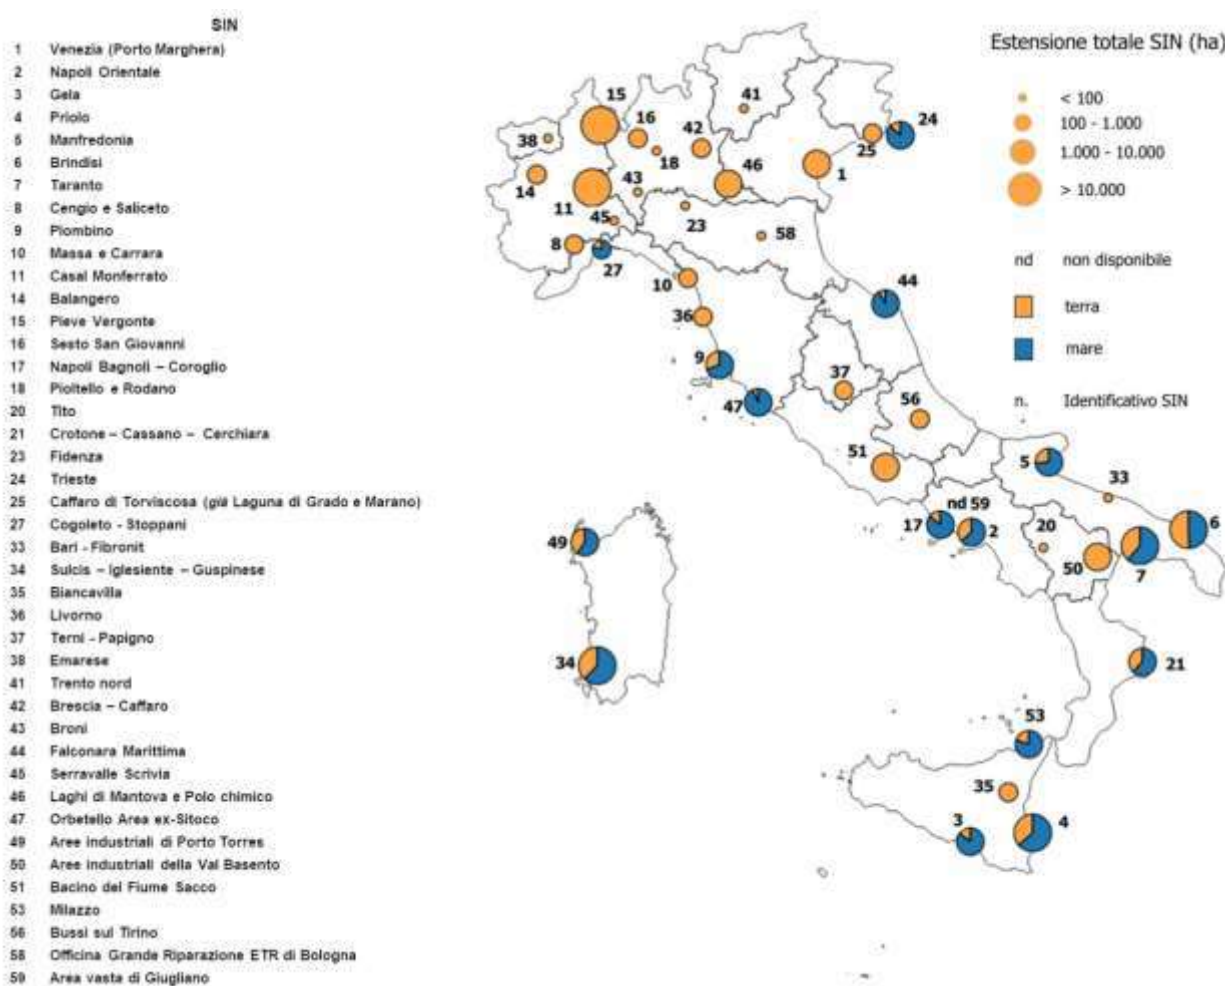 SIN
1 Venezia (Porto Marghera)
2 Napoli Orientale
3 Gela
4 Priolo
5 Manfredonia
6 Brindisi
7 Taranto
8 Cengio e Saliceto
9 Piombino
10 Massa e Carrara
11 Casal Monferrato
14 Balangero
15 Pieve Vergonte
16 Sesto San Giovanni
17 Napoli Bagnoli – Coroglio
18 Pioltello e Rodano
20 Tito
21 Crotone – Cassano – Cerchiara
23 Fidenza
24 Trieste
25 Caffaro di Torviscosa (già Laguna di Grado e Marano)
27 Cogoleto - Stoppani
33 Bari - Fibronit
34 Sulcis – Iglesiente – Guspinese
35 Biancavilla
36 Livorno
37 Terni - Papigno
38 Emarese
41 Trento nord
42 Brescia – Caffaro
43 Broni
44 Falconara Marittima
45 Serravalle Scrivia
46 Laghi di Mantova e Polo chimico
47 Orbetello Area ex-Sitoco
49 Aree industriali di Porto Torres
50 Aree industriali della Val Basento
51 Bacino del Fiume Sacco
53 Milazzo
56 Bussi sul Tirino
58 Officina Grande Riparazione ETR di Bologna
59 Area vasta di Giugliano
15
41
16
42
24
38
18
25
46
14
43
1
11
23
45
58
8
27
10
44
36
9
37
47
56
51
5
33
nd 59
17
2
20
6
49
50
7
34
21
53
35
3
4
Estensione totale SIN (ha)
< 100
100 - 1.000
1.000 - 10.000
> 10.000
nd non disponibile
terra
mare
n. Identificativo SIN